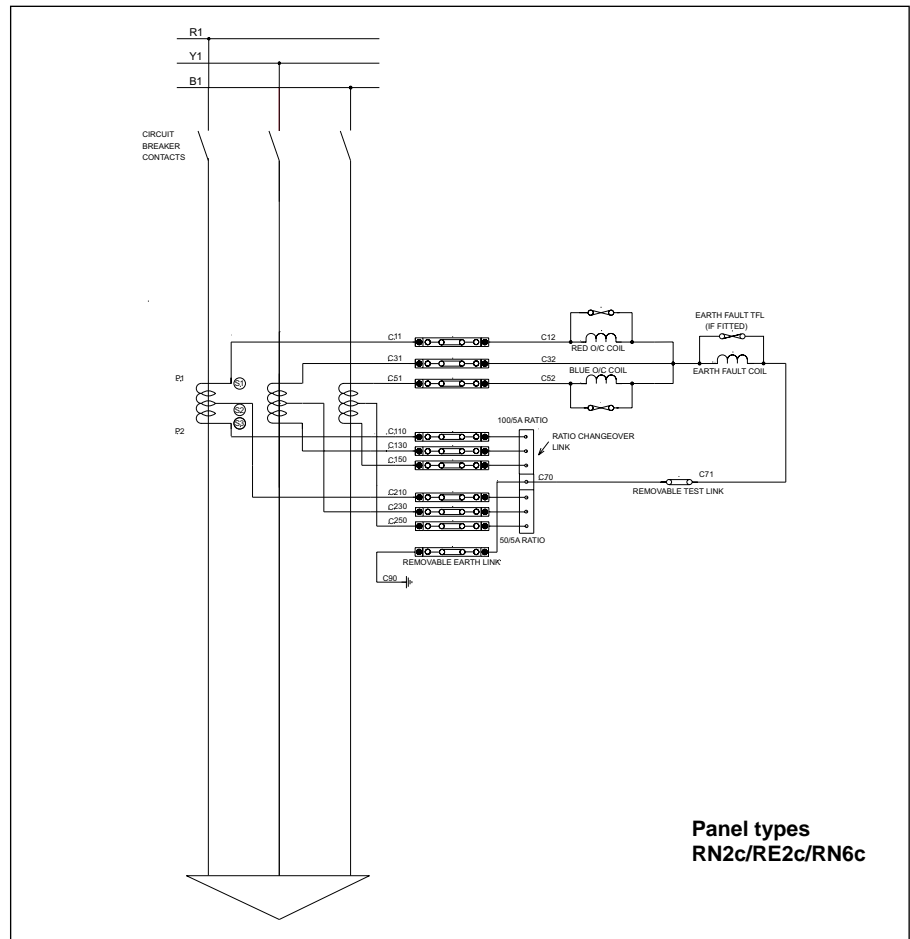 R1
Y1
B1
CIRCUIT
BREAKER
CONTACTS
EARTH FAULT TFL
(IF FITTED)
C11
C12
RED O/C COIL
C31
C32
EARTH FAULT COIL
BLUE O/C COIL
C51
C52
P1
S1
S2
S3
P2
100/5A RATIO
C110
RATIO CHANGEOVER
LINK
C130
C150
C70
C71
REMOVABLE TEST LINK
C210
C230
C250
50/5A RATIO
REMOVABLE EARTH LINK
C90
Panel types
RN2c/RE2c/RN6c